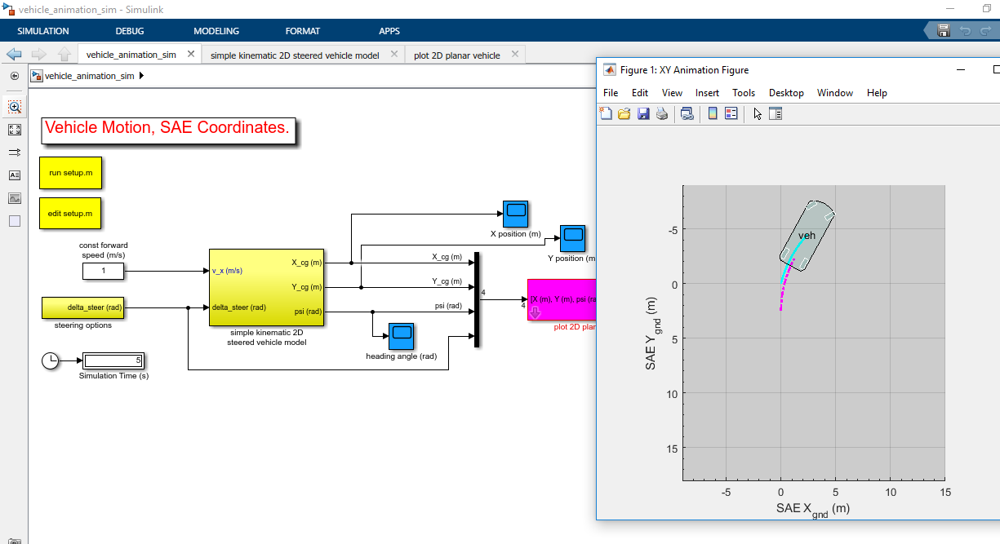 vehicle_animation_sim - Simulink
SIMULATION DEBUG MODELING FORMAT APPS
vehicle_animation_sim simple kinematic 2D steered vehicle model plot 2D planar vehicle
vehicle_animation_sim
Vehicle Motion, SAE Coordinates.
run setup.m
edit setup.m
const forward
speed (m/s)
1
delta_steer (rad)
steering options
5
Simulation Time (s)
v_x (m/s)
delta_steer (rad)
X_cg (m)
Y_cg (m)
psi (rad)
simple kinematic 2D
steered vehicle model
X position (m)
Y position (m
X_cg (m)
Y_cg (m)
psi (rad)
heading angle (rad)
4
4
[X (m), Y (m), psi (ra
plot 2D plan
Figure 1: XY Animation Figure
File Edit View Insert Tools Desktop Window Help
veh
-5
0
5
10
15
SAE Y gnd (m)
-5 0 5 10 15
SAE X gnd (m)